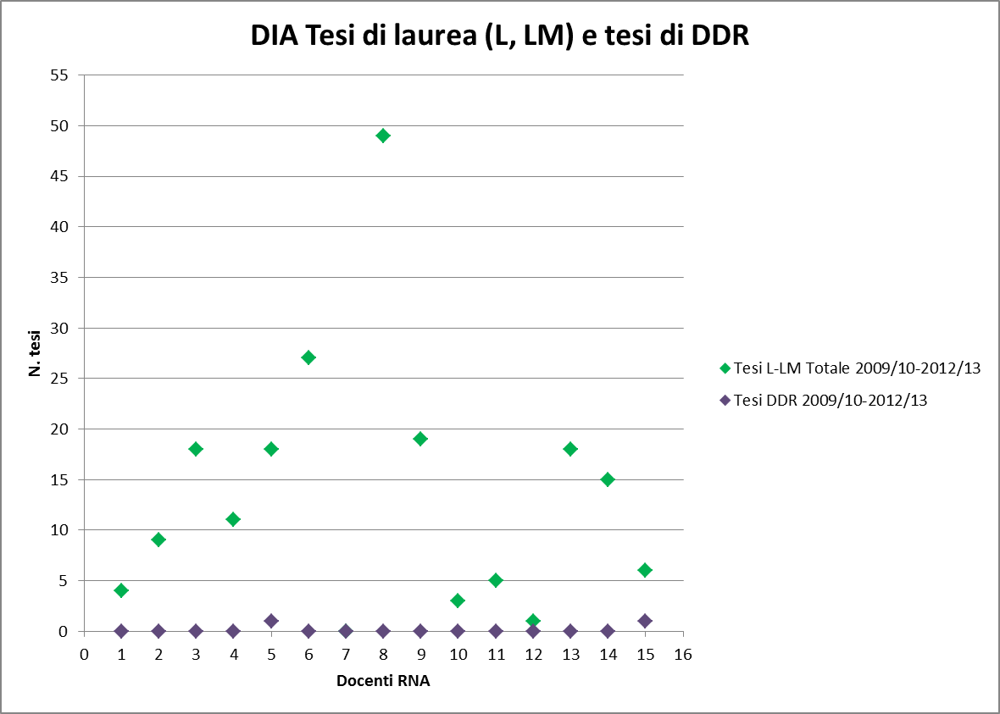 DIA Tesi di laurea (L, LM) e tesi di DDR
55
50
45
40
35
30
25
20
15
10
5
0
N. tesi
0 1 2 3 4 5 6 7 8 9 10 11 12 13 14 15 16
Docenti RNA
Tesi L-LM Totale 2009/10-2012/13
Tesi DDR 2009/10-2012/13